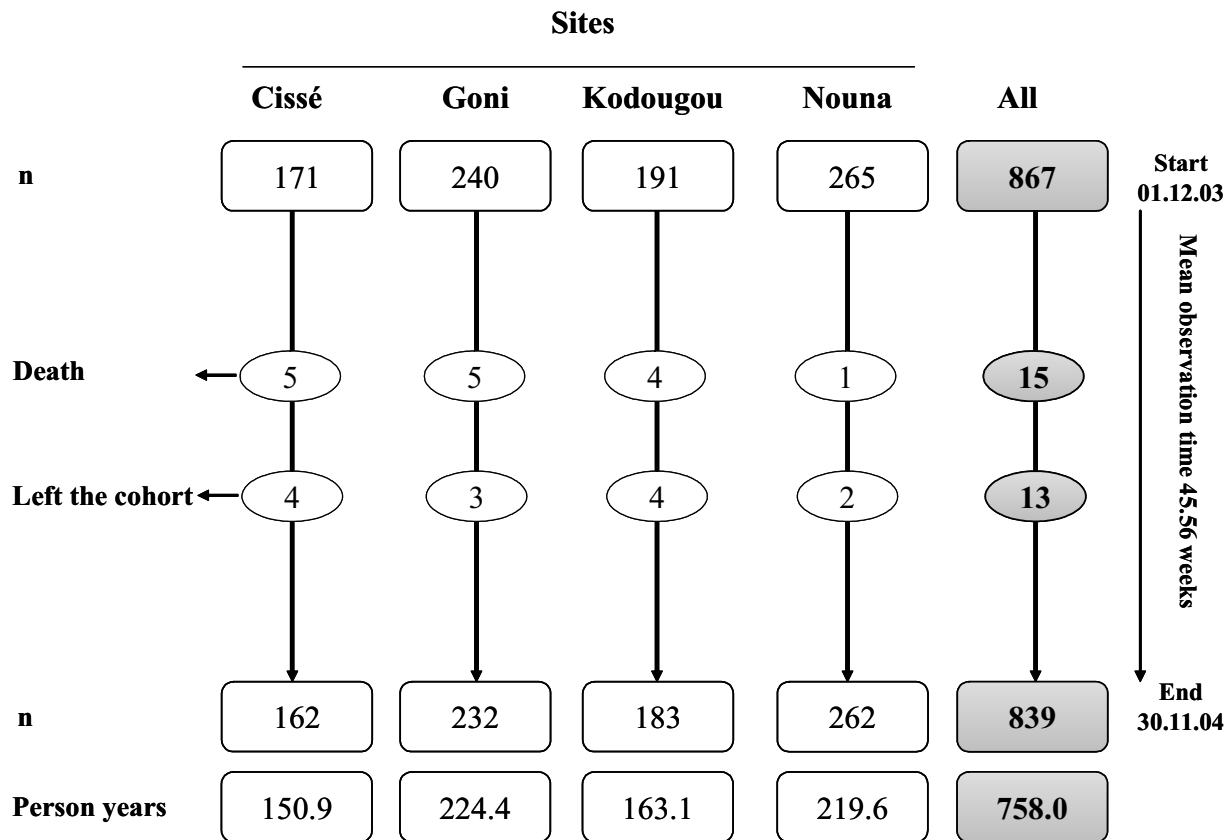 Sites
Cissé Goni Kodougou Nouna All
n 171 240 191 265 867
Start
01.12.03
Mean observation time 45.56 weeks
Death 5 5 4 1 15
Left the cohort 4 3 4 2 13
n 162 232 183 262 839
End
30.11.04
Person years 150.9 224.4 163.1 219.6 758.0